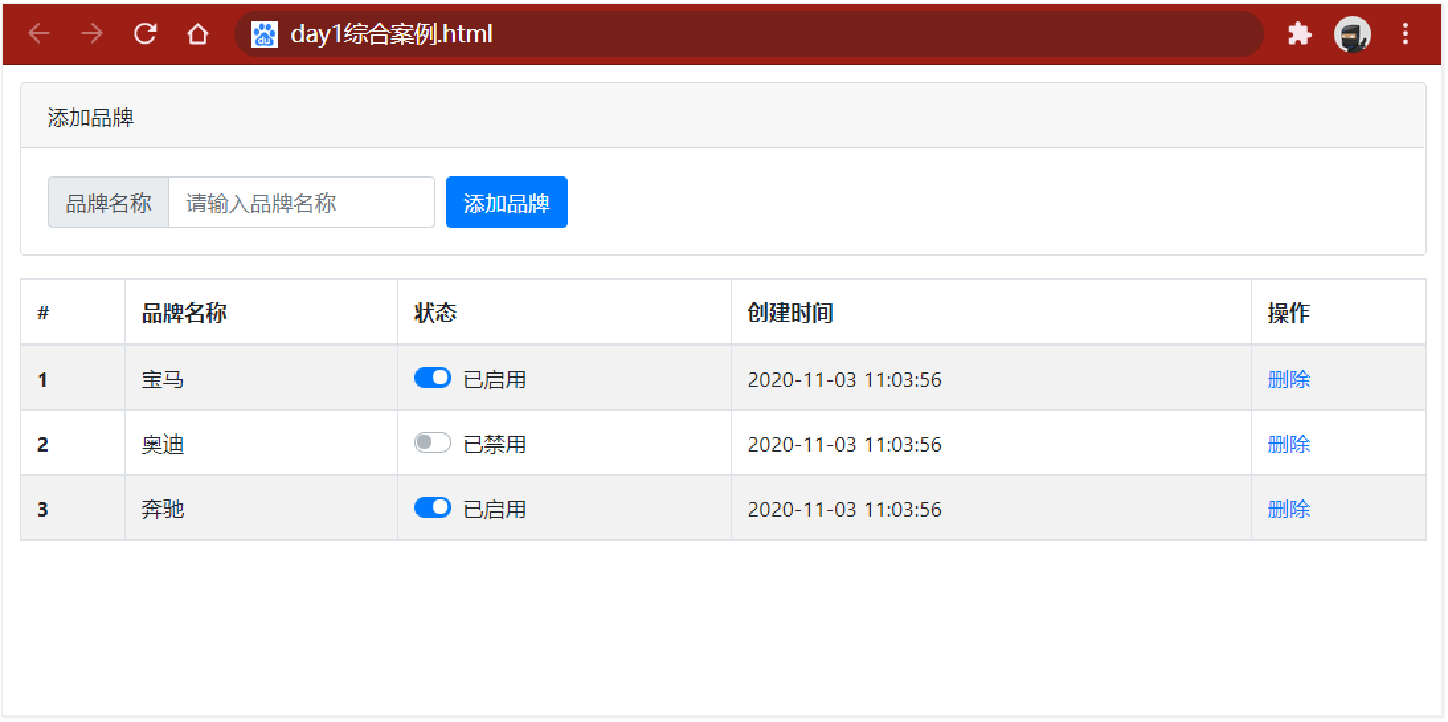 day1综合案例.html
添加品牌
品牌名称 请输入品牌名称 添加品牌
# 品牌名称 状态 创建时间 操作
1 宝马 已启用 2020-11-03 11:03:56 删除
2 奥迪 已禁用 2020-11-03 11:03:56 删除
3 奔驰 已启用 2020-11-03 11:03:56 删除